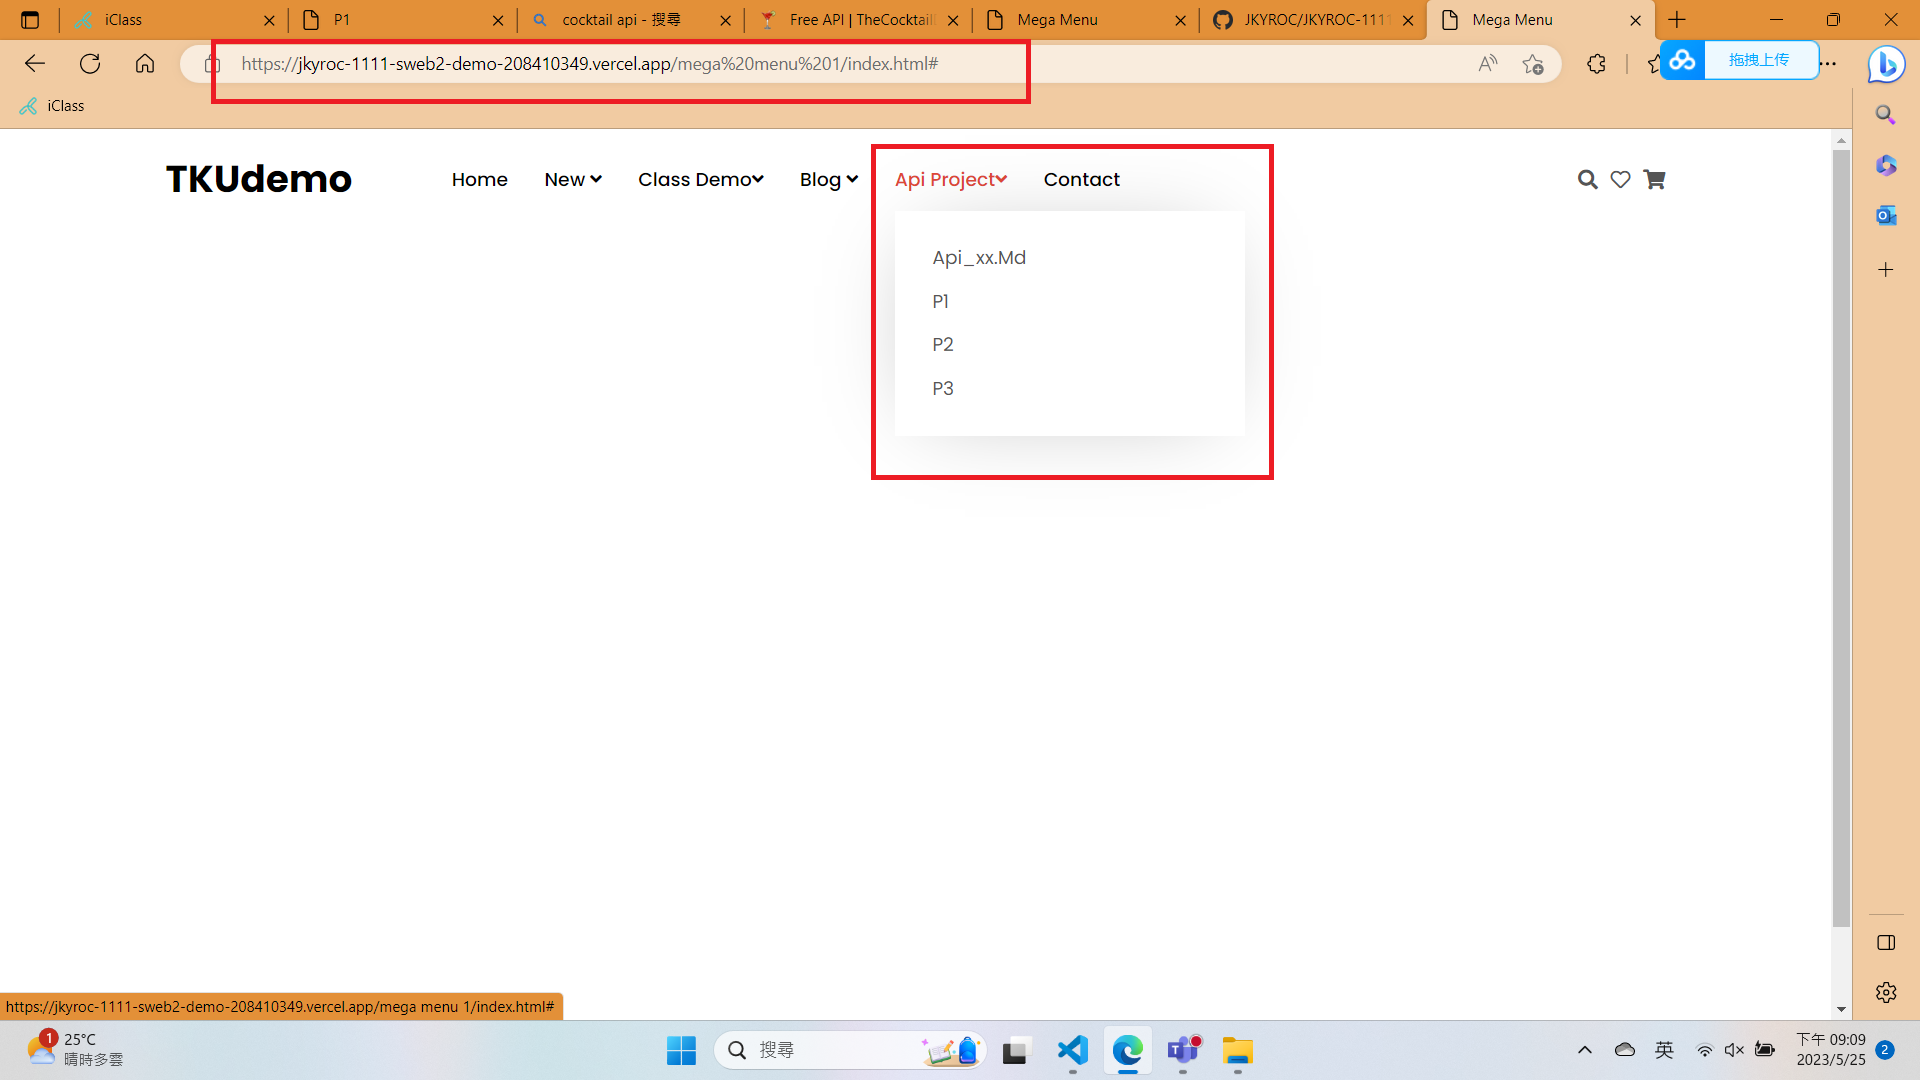 iClass
P1
cocktail api - 搜尋
Free API | TheCocktail
Mega Menu
JKYROC/JKYROC-1111
Mega Menu
https://jkyroc-1111-sweb2-demo-208410349.vercel.app/mega%20menu%201/index.html#
拖拽上传
iClass
TKUdemo
Home
New
Class Demo
Blog
Api Project
Contact
Api_xx.Md
P1
P2
P3
https://jkyroc-1111-sweb2-demo-208410349.vercel.app/mega menu 1/index.html#
1
25°C
晴時多雲
搜尋
英
下午 09:09
2023/5/25
2